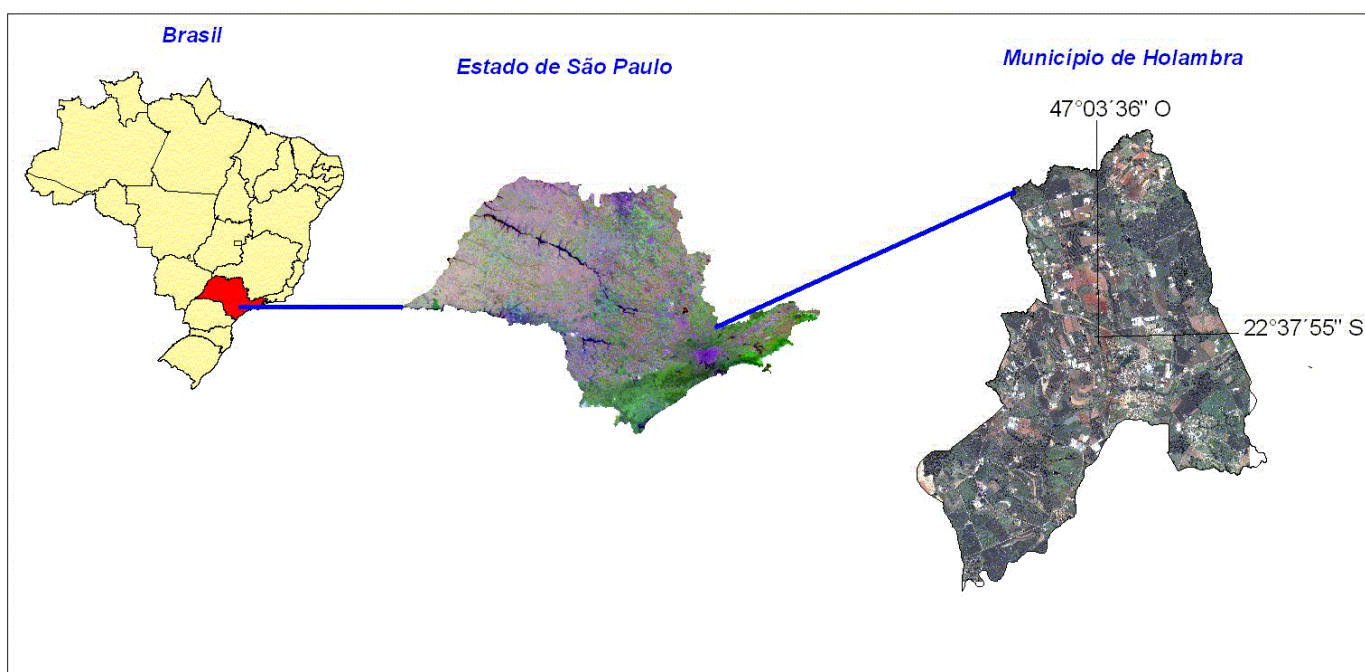 Brasil
Estado de São Paulo
Município de Holambra
47°03´36" O
22°37´55" S